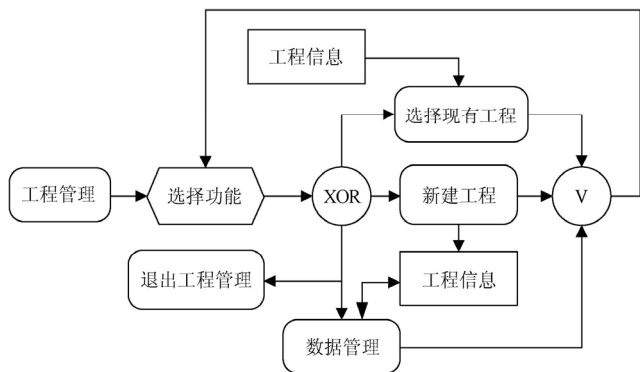 工程信息
选择现有工程
工程管理
选择功能
XOR
新建工程
V
退出工程管理
工程信息
数据管理